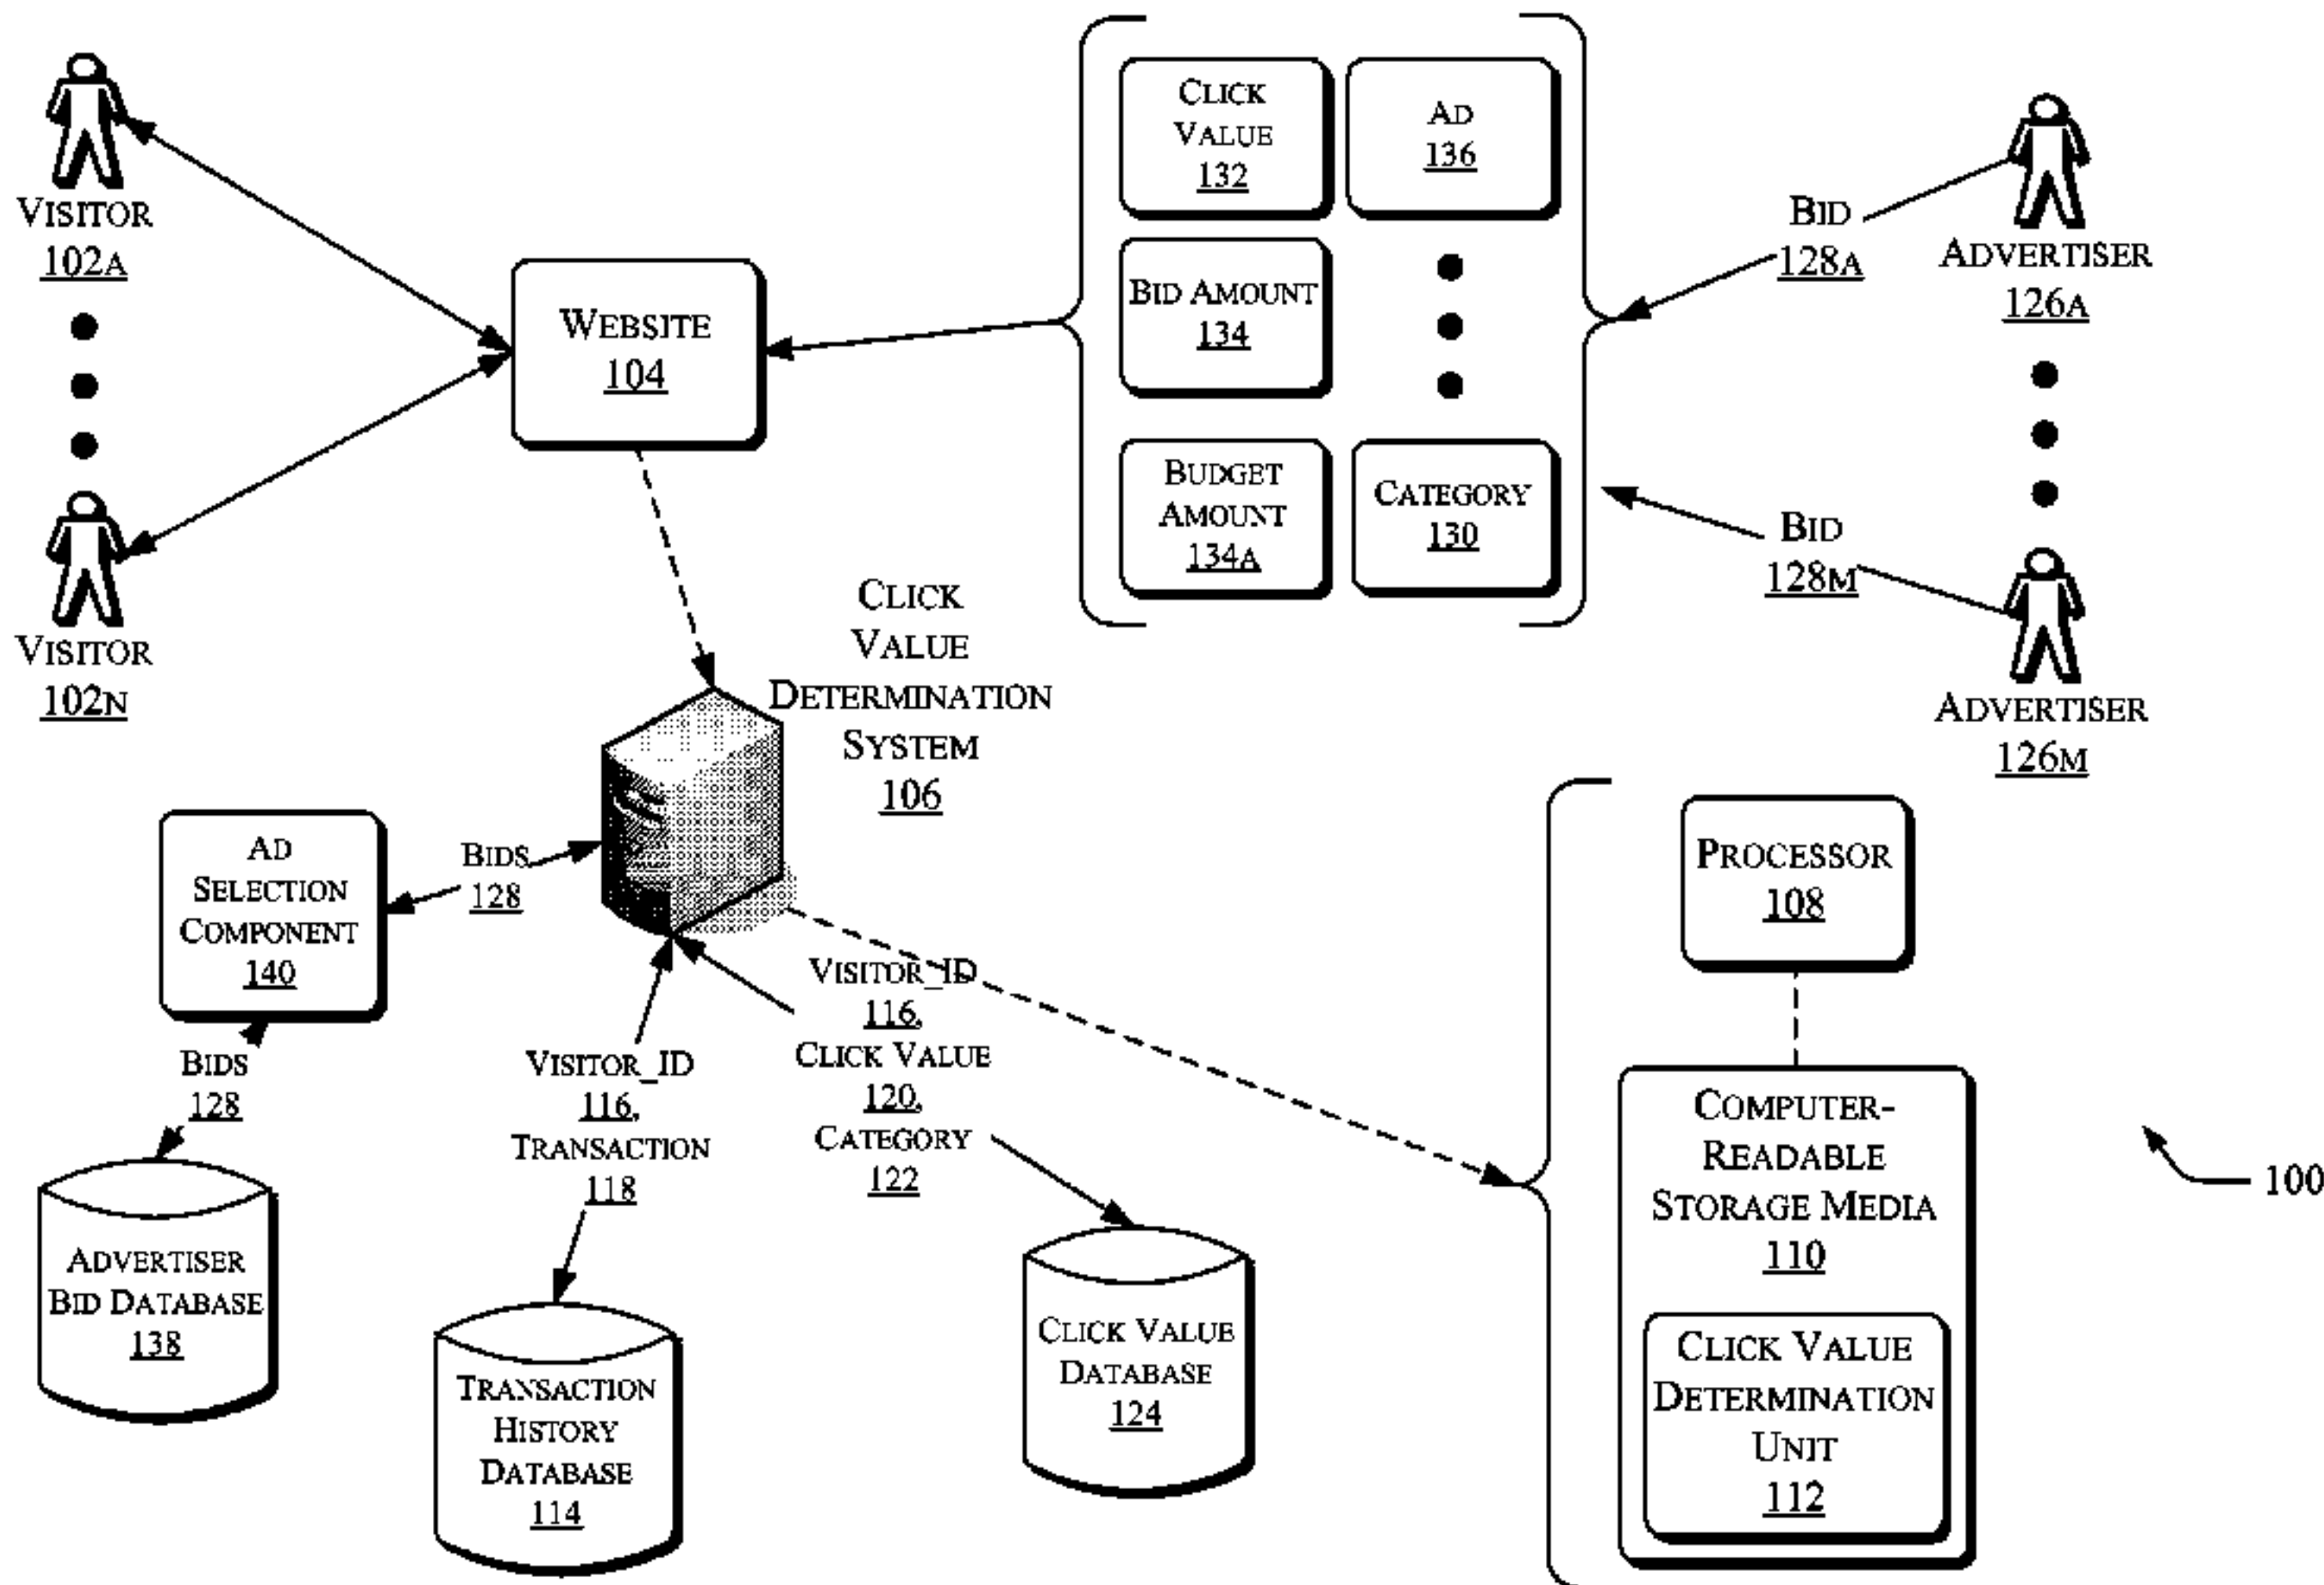 VISITOR
102A
VISITOR
102N
WEBSITE
104
CLICK
VALUE
132
AD
136
BID AMOUNT
134
BUDGET
AMOUNT
134A
CATEGORY
130
BID
128A
BID
128M
ADVERTISER
126A
ADVERTISER
126M
CLICK
VALUE
DETERMINATION
SYSTEM
106
AD
SELECTION
COMPONENT
140
BIDS
128
BIDS
128
ADVERTISER
BID DATABASE
138
VISITOR_ID
116,
TRANSACTION
118
TRANSACTION
HISTORY
DATABASE
114
VISITOR_ID
116,
CLICK VALUE
120,
CATEGORY
122
CLICK VALUE
DATABASE
124
PROCESSOR
108
COMPUTER-
READABLE
STORAGE MEDIA
110
CLICK VALUE
DETERMINATION
UNIT
112
100